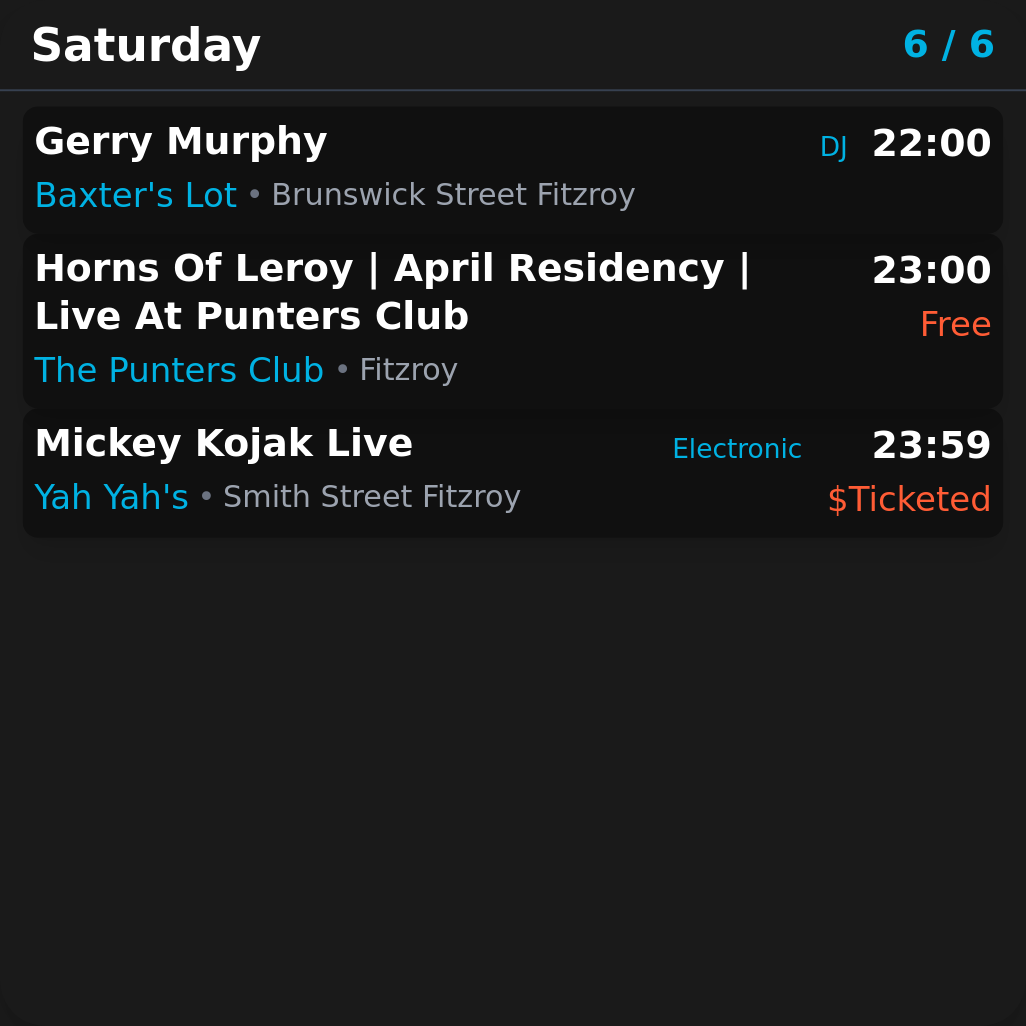 Saturday 6 / 6
Gerry Murphy DJ 22:00
Baxter's Lot • Brunswick Street Fitzroy
Horns Of Leroy | April Residency | 23:00
Live At Punters Club Free
The Punters Club • Fitzroy
Mickey Kojak Live Electronic 23:59
Yah Yah's • Smith Street Fitzroy $Ticketed